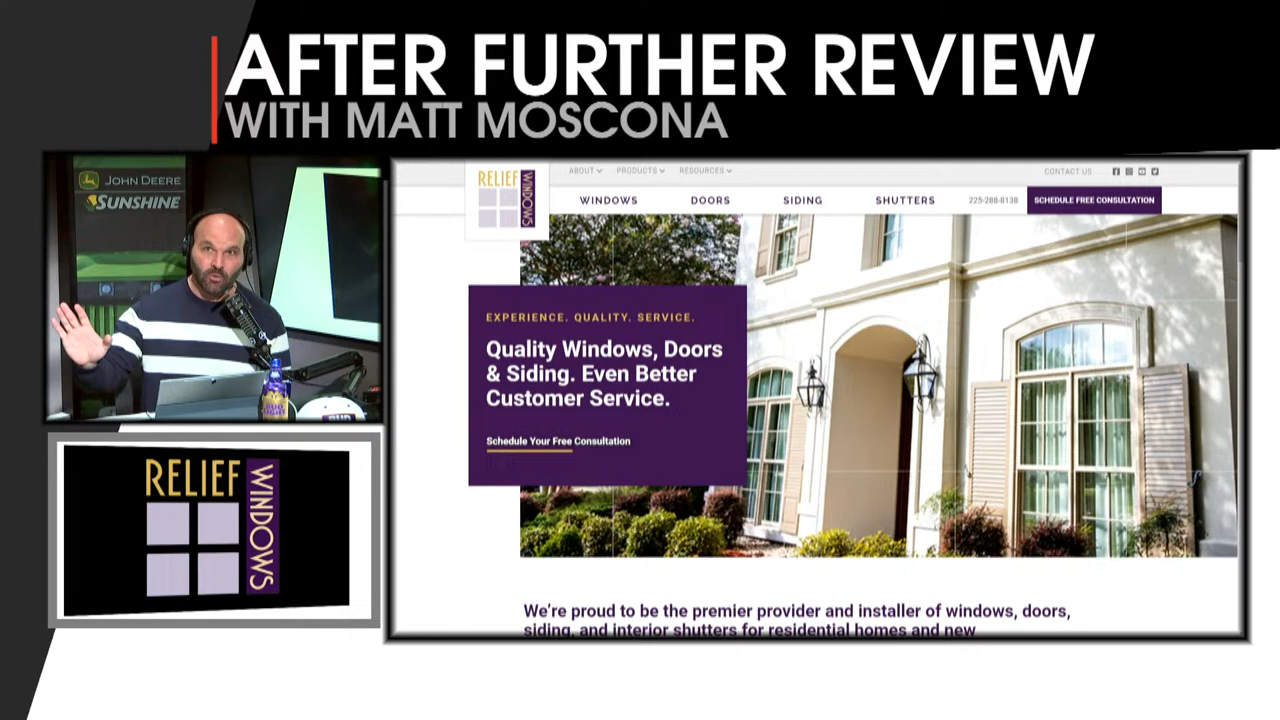 AFTER FURTHER REVIEW
WITH MATT MOSCONA
JOHN DEERE
SUNSHINE
BUD LIGHT
RELIEF
WINDOWS
RELIEF
WINDOWS
ABOUT
PRODUCTS
RESOURCES
CONTACT US
WINDOWS
DOORS
SIDING
SHUTTERS
225-288-8138
SCHEDULE FREE CONSULTATION
EXPERIENCE. QUALITY. SERVICE.
Quality Windows, Doors
& Siding. Even Better
Customer Service.
Schedule Your Free Consultation
We're proud to be the premier provider and installer of windows, doors,
siding, and interior shutters for residential homes and new